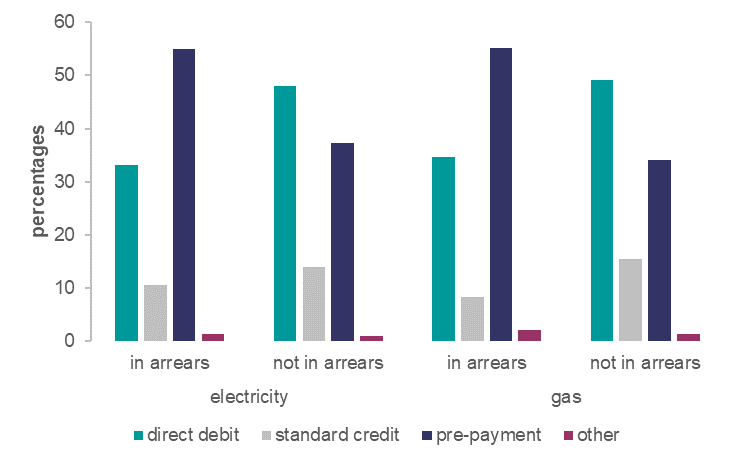 60
50
40
30
20
10
0
percentages
in arrears not in arrears in arrears not in arrears
electricity gas
direct debit standard credit pre-payment other